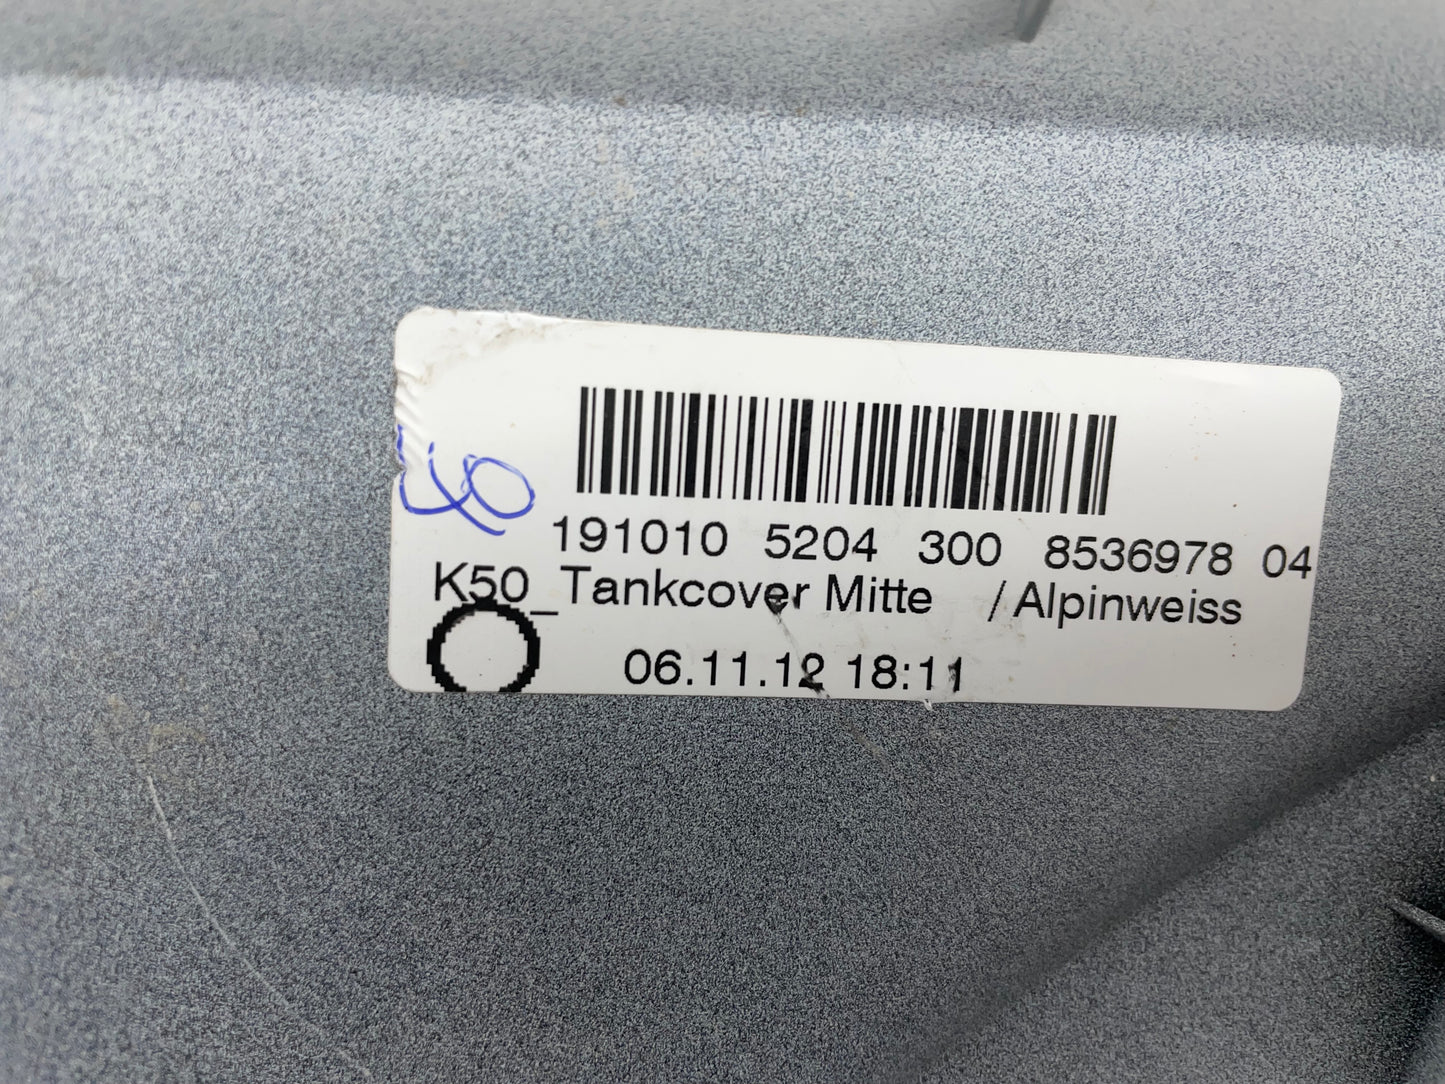 191010 5204 300 8536978 04
K50_Tankcover Mitte /Alpinweiss
06.11.12 18:11